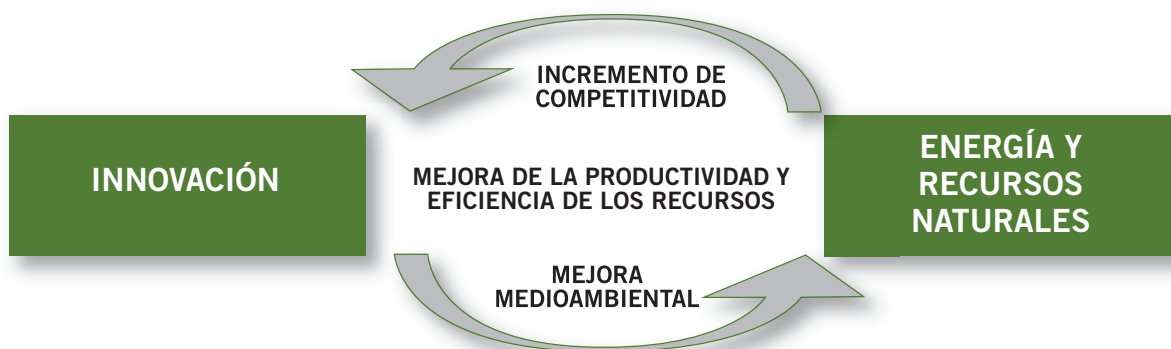 INCREMENTO DE
COMPETITIVIDAD
INNOVACIÓN
MEJORA DE LA PRODUCTIVIDAD Y
EFICIENCIA DE LOS RECURSOS
ENERGÍA Y
RECURSOS
NATURALES
MEJORA
MEDIOAMBIENTAL